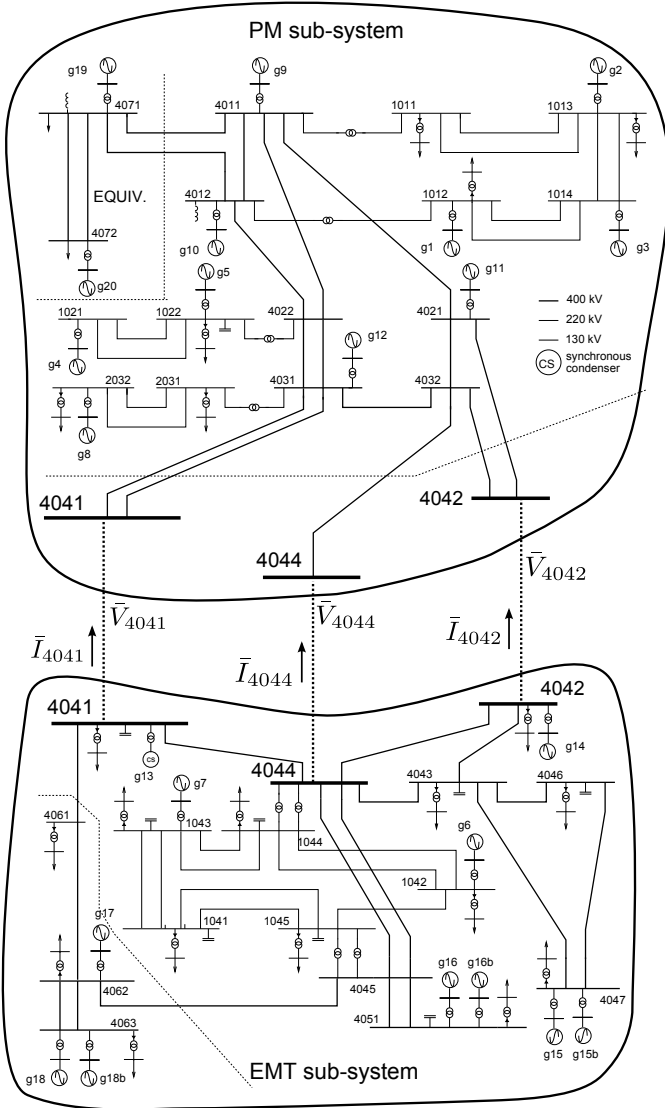 PM sub-system
g19
g9
g2
4071
4011
1011
1013
EQUIV.
4012
1012
1014
4072
g10
g1
g3
g20
g5
g11
1021
1022
4022
4021
400 kV
220 kV
130 kV
CS synchronous
condenser
g4
g12
2032
2031
4031
4032
g8
4041
4042
4044
V̄4041
V̄4044
V̄4042
Ī4041
Ī4044
Ī4042
4041
4042
CS
g13
g14
4044
4043
4046
g7
4061
1043
1044
g6
1042
g17
1041
1045
g16
g16b
4062
4045
4047
4051
4063
g15
g15b
g18
g18b
EMT sub-system